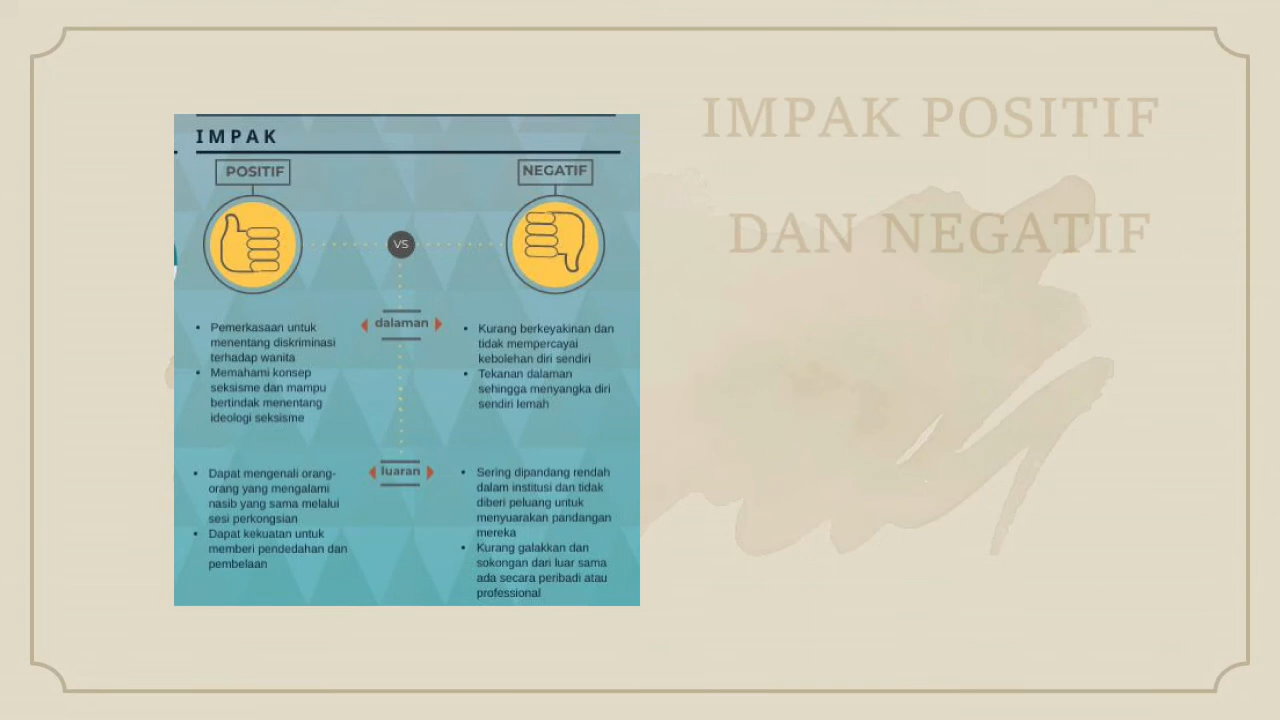 IMPAK POSITIF
DAN NEGATIF
IMPAK
POSITIF
NEGATIF
VS
dalaman
• Pemerkasaan untuk
menentang diskriminasi
terhadap wanita
• Memahami konsep
seksisme dan mampu
bertindak menentang
ideologi seksisme
• Kurang berkeyakinan dan
tidak mempercayai
kebolehan diri sendiri
• Tekanan dalaman
sehingga menyangka diri
sendiri lemah
luaran
• Dapat mengenali orang-
orang yang mengalami
nasib yang sama melalui
sesi perkongsian
• Dapat kekuatan untuk
memberi pendedahan dan
pembelaan
• Sering dipandang rendah
dalam institusi dan tidak
diberi peluang untuk
menyuarakan pandangan
mereka
• Kurang galakkan dan
sokongan dari luar sama
ada secara peribadi atau
professional